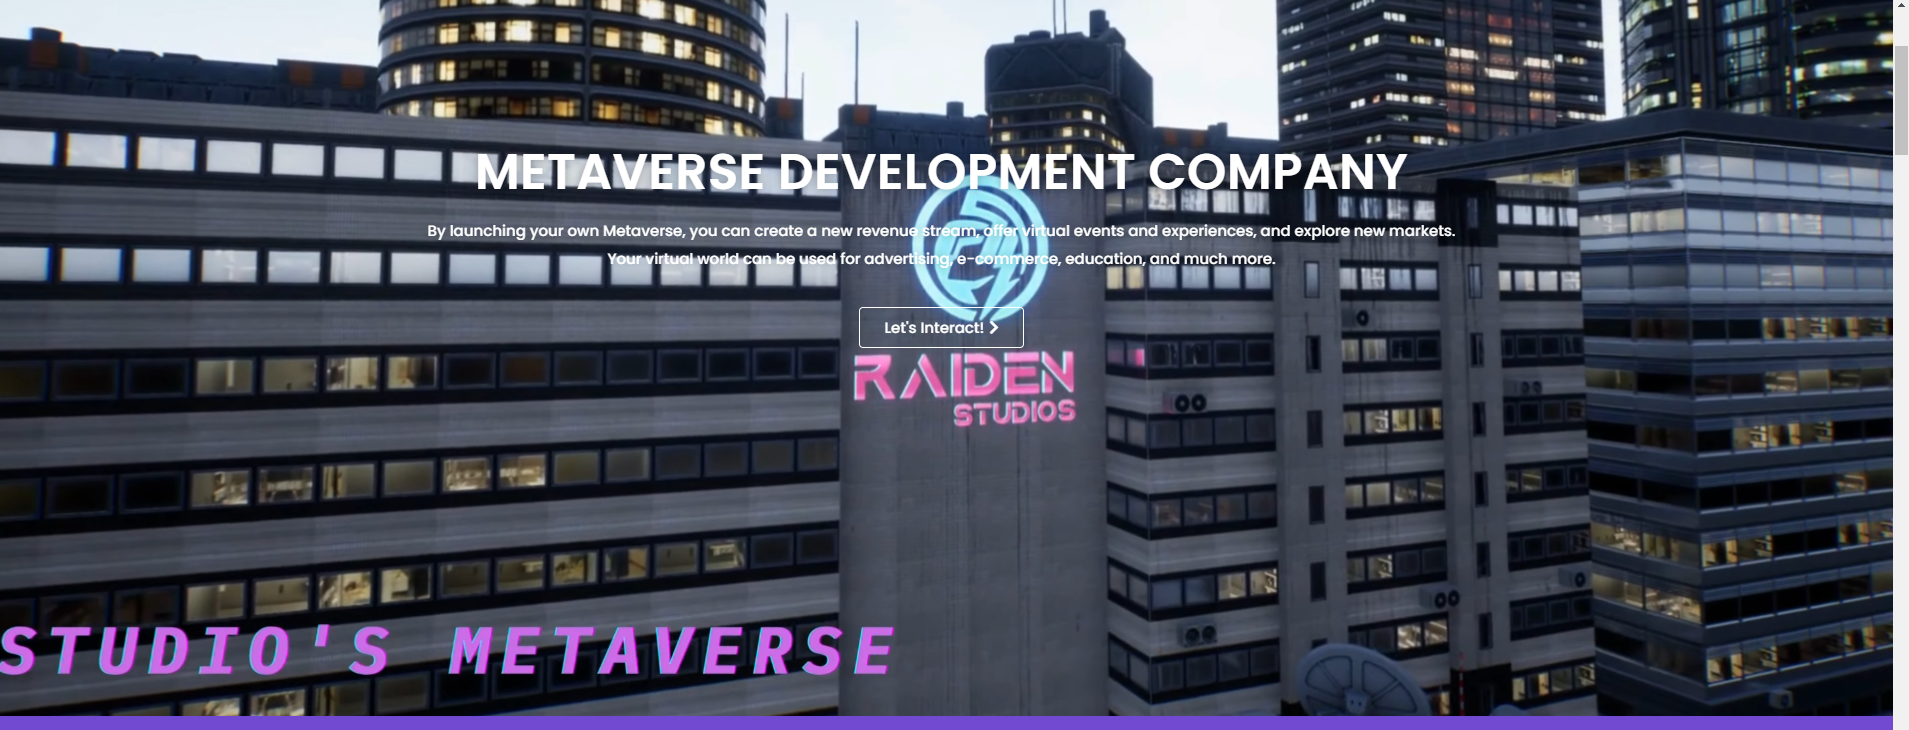 METAVERSE DEVELOPMENT COMPANY
By launching your own Metaverse, you can create a new revenue stream, offer virtual events and experiences, and explore new markets.
Your virtual world can be used for advertising, e-commerce, education, and much more.
Let's Interact!
RAIDEN
STUDIOS
STUDIO'S METAVERSE